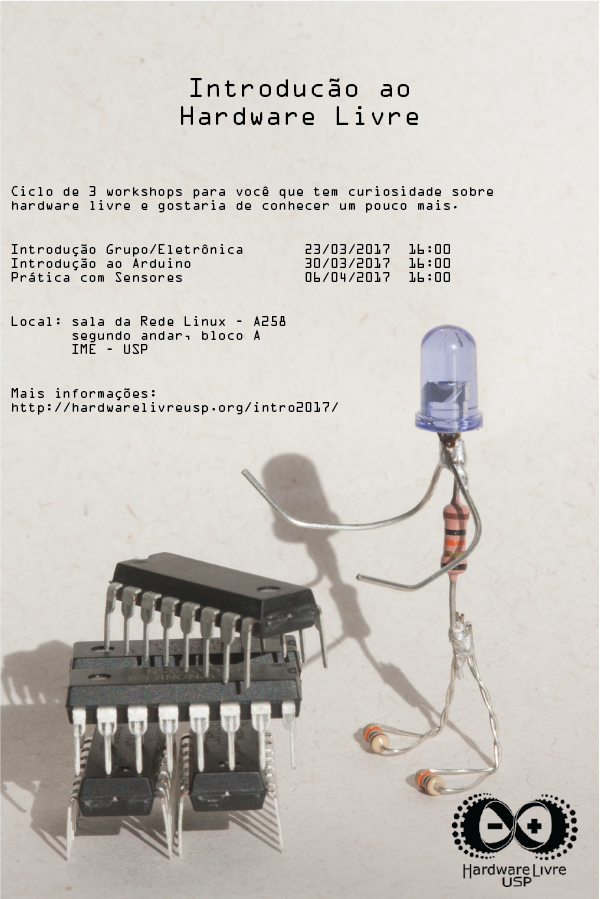 Introducão ao
Hardware Livre
Ciclo de 3 workshops para você que tem curiosidade sobre
hardware livre e gostaria de conhecer um pouco mais.
Introdução Grupo/Eletrônica 23/03/2017 16:00
Introdução ao Arduino 30/03/2017 16:00
Prática com Sensores 06/04/2017 16:00
Local: sala da Rede Linux - A258
segundo andar, bloco A
IME - USP
Mais informações:
http://hardwarelivreusp.org/intro2017/
Hardware Livre
USP